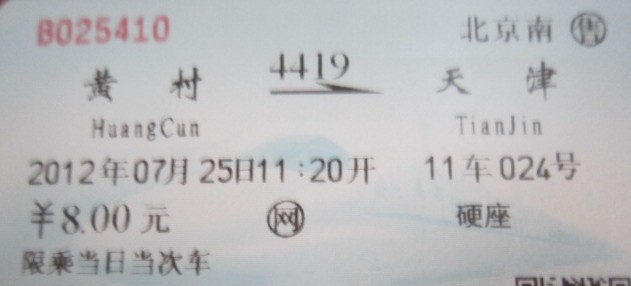 B025410 北京南 售
黄村 4419 天津
HuangCun TianJin
2012年07月25日11:20开 11车024号
¥8.00元 网 硬座
限乘当日当次车